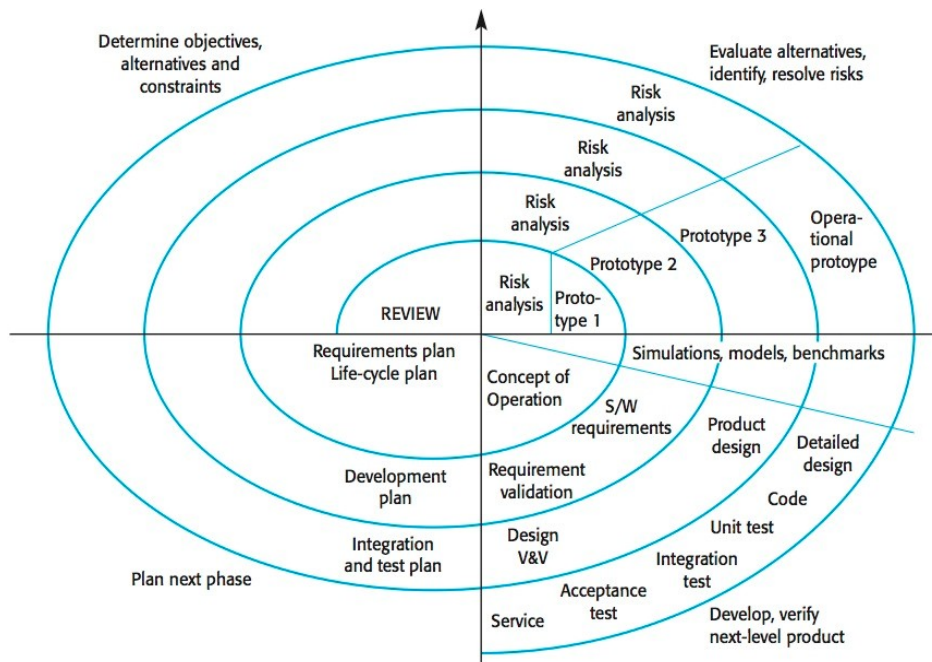 Determine objectives,
alternatives and
constraints
Evaluate alternatives,
identify, resolve risks
Risk
analysis
Risk
analysis
Risk
analysis
Risk
analysis
Proto-
type 1
Prototype 2
Prototype 3
Opera-
tional
protoype
REVIEW
Requirements plan
Life-cycle plan
Simulations, models, benchmarks
Concept of
Operation
S/W
requirements
Product
design
Detailed
design
Development
plan
Requirement
validation
Code
Unit test
Integration
and test plan
Design
V&V
Integration
test
Acceptance
test
Service
Plan next phase
Develop, verify
next-level product